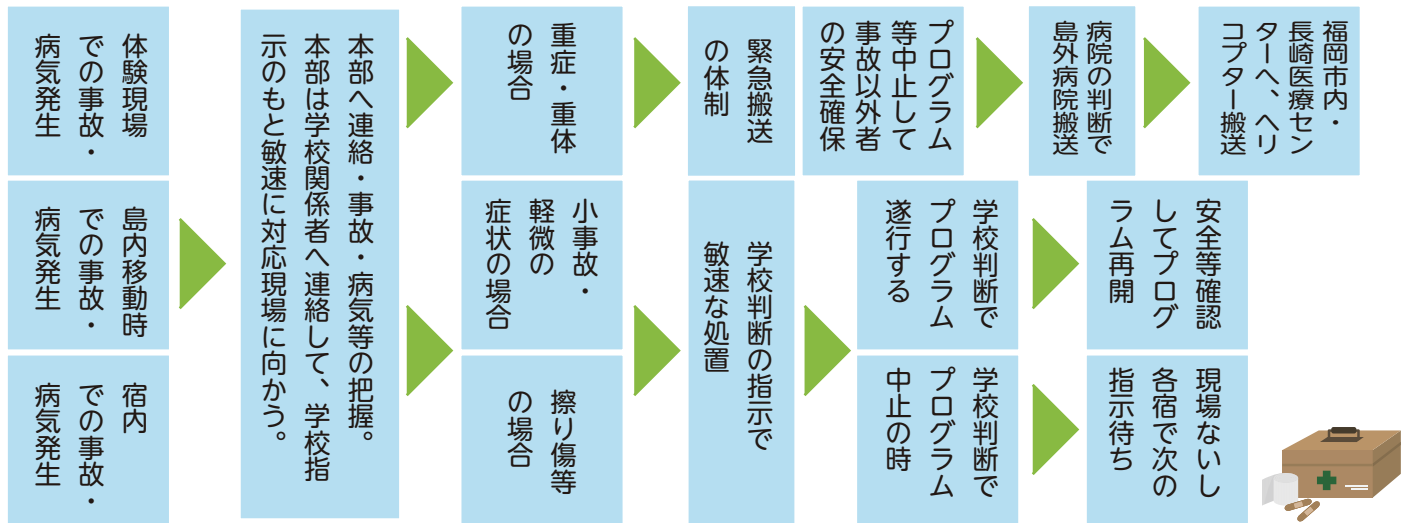 体験現場
での事故・
病気発生
島内移動時
での事故・
病気発生
宿内
での事故・
病気発生
本部へ連絡・事故・病気等の把握。
本部は学校関係者へ連絡して、学校指
示のもと敏速に対応現場に向かう。
重症・重体
の場合
緊急搬送
の体制
プログラム
等中止して
事故以外者
の安全確保
病院の判断で
島外病院搬送
福岡市内・
長崎医療セン
ターへ、ヘリ
コプター搬送
小事故・
軽微の
症状の場合
擦り傷等
の場合
学校判断の指示で
敏速な処置
学校判断で
プログラム
遂行する
安全等確認
してプログ
ラム再開
学校判断で
プログラム
中止の時
現場ないし
各宿で次の
指示待ち